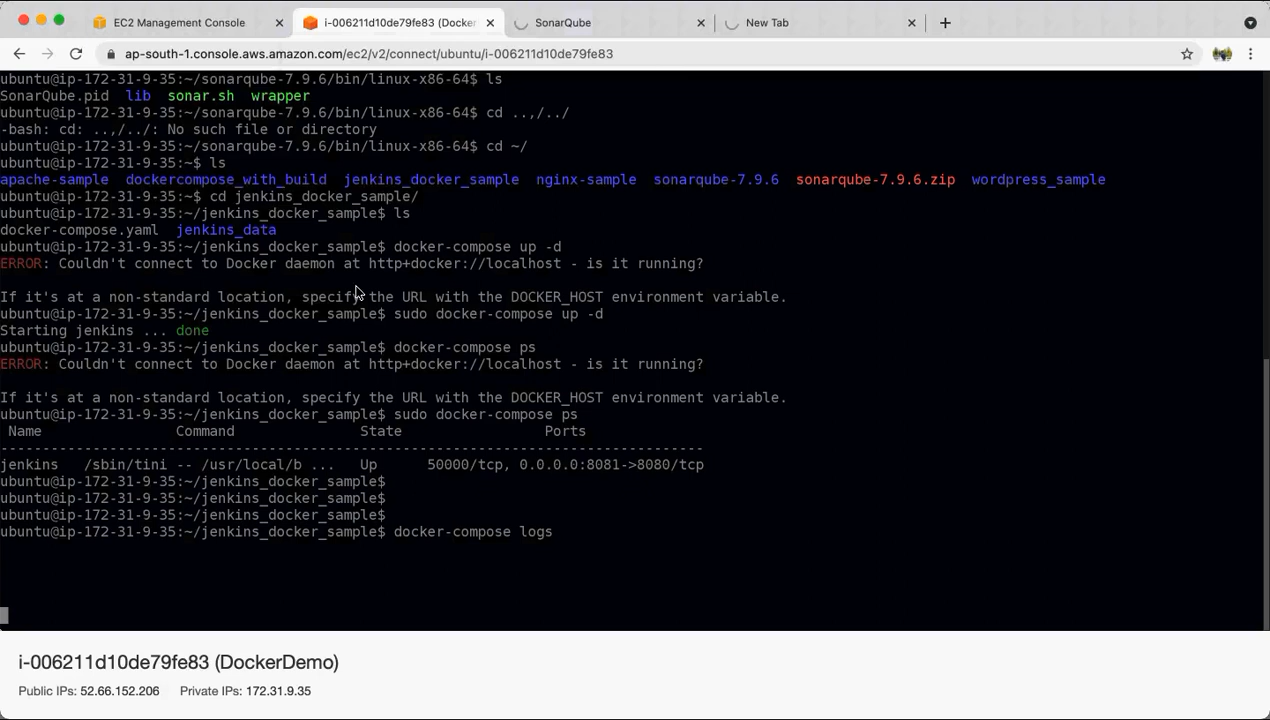 EC2 Management Console
i-006211d10de79fe83 (Docker
SonarQube
New Tab
ap-south-1.console.aws.amazon.com/ec2/v2/connect/ubuntu/i-006211d10de79fe83
ubuntu@ip-172-31-9-35:~/sonarqube-7.9.6/bin/linux-x86-64$ ls
SonarQube.pid lib sonar.sh wrapper
ubuntu@ip-172-31-9-35:~/sonarqube-7.9.6/bin/linux-x86-64$ cd ..,/../
-bash: cd: ..,/../: No such file or directory
ubuntu@ip-172-31-9-35:~/sonarqube-7.9.6/bin/linux-x86-64$ cd ~/
ubuntu@ip-172-31-9-35:~$ ls
apache-sample dockercompose_with_build jenkins_docker_sample nginx-sample sonarqube-7.9.6 sonarqube-7.9.6.zip wordpress_sample
ubuntu@ip-172-31-9-35:~$ cd jenkins_docker_sample/
ubuntu@ip-172-31-9-35:~/jenkins_docker_sample$ ls
docker-compose.yaml jenkins_data
ubuntu@ip-172-31-9-35:~/jenkins_docker_sample$ docker-compose up -d
ERROR: Couldn't connect to Docker daemon at http+docker://localhost - is it running?
If it's at a non-standard location, specify the URL with the DOCKER_HOST environment variable.
ubuntu@ip-172-31-9-35:~/jenkins_docker_sample$ sudo docker-compose up -d
Starting jenkins ... done
ubuntu@ip-172-31-9-35:~/jenkins_docker_sample$ docker-compose ps
ERROR: Couldn't connect to Docker daemon at http+docker://localhost - is it running?
If it's at a non-standard location, specify the URL with the DOCKER_HOST environment variable.
ubuntu@ip-172-31-9-35:~/jenkins_docker_sample$ sudo docker-compose ps
Name Command State Ports
------------------------------------------------------------------------------------
jenkins /sbin/tini -- /usr/local/b ... Up 50000/tcp, 0.0.0.0:8081->8080/tcp
ubuntu@ip-172-31-9-35:~/jenkins_docker_sample$
ubuntu@ip-172-31-9-35:~/jenkins_docker_sample$
ubuntu@ip-172-31-9-35:~/jenkins_docker_sample$
ubuntu@ip-172-31-9-35:~/jenkins_docker_sample$ docker-compose logs
i-006211d10de79fe83 (DockerDemo)
Public IPs: 52.66.152.206 Private IPs: 172.31.9.35